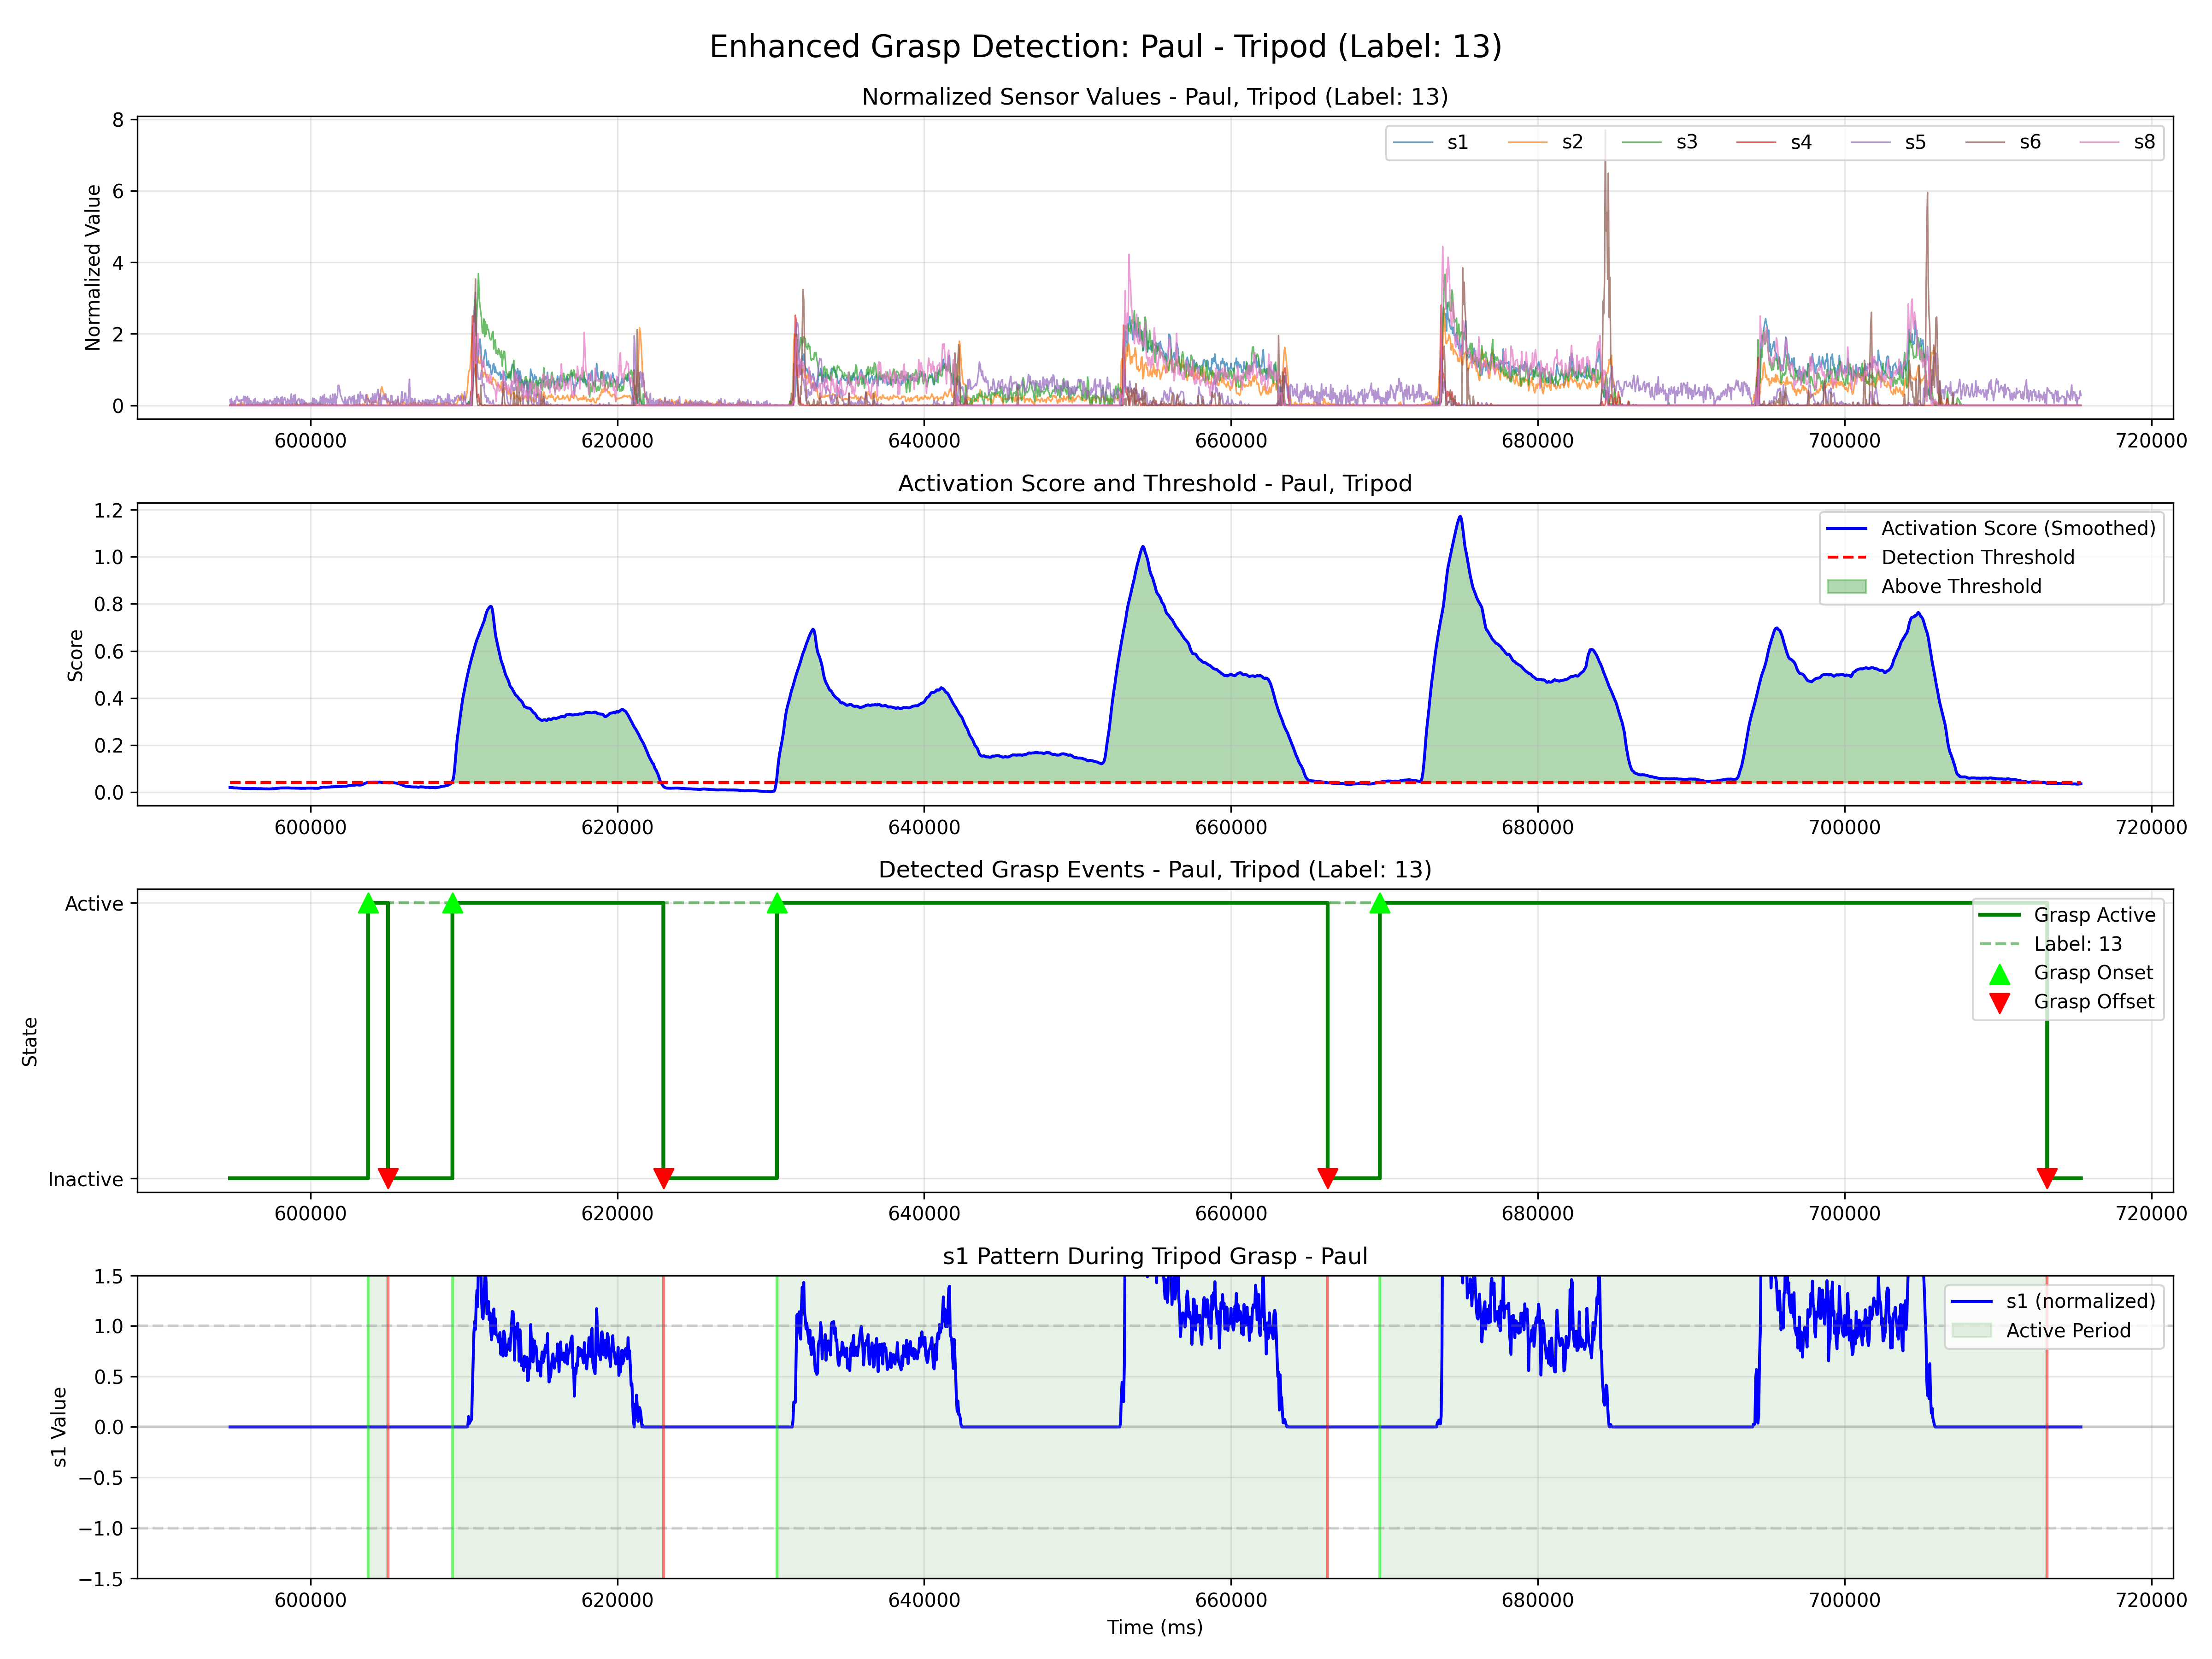 Enhanced Grasp Detection: Paul - Tripod (Label: 13)
Normalized Sensor Values - Paul, Tripod (Label: 13)
Normalized Value
8
6
4
2
0
s1 s2 s3 s4 s5 s6 s8
600000 620000 640000 660000 680000 700000 720000
Activation Score and Threshold - Paul, Tripod
Score
1.2
1.0
0.8
0.6
0.4
0.2
0.0
Activation Score (Smoothed)
Detection Threshold
Above Threshold
600000 620000 640000 660000 680000 700000 720000
Detected Grasp Events - Paul, Tripod (Label: 13)
State
Active
Inactive
Grasp Active
Label: 13
Grasp Onset
Grasp Offset
600000 620000 640000 660000 680000 700000 720000
s1 Pattern During Tripod Grasp - Paul
s1 Value
1.5
1.0
0.5
0.0
−0.5
−1.0
−1.5
s1 (normalized)
Active Period
600000 620000 640000 660000 680000 700000 720000
Time (ms)